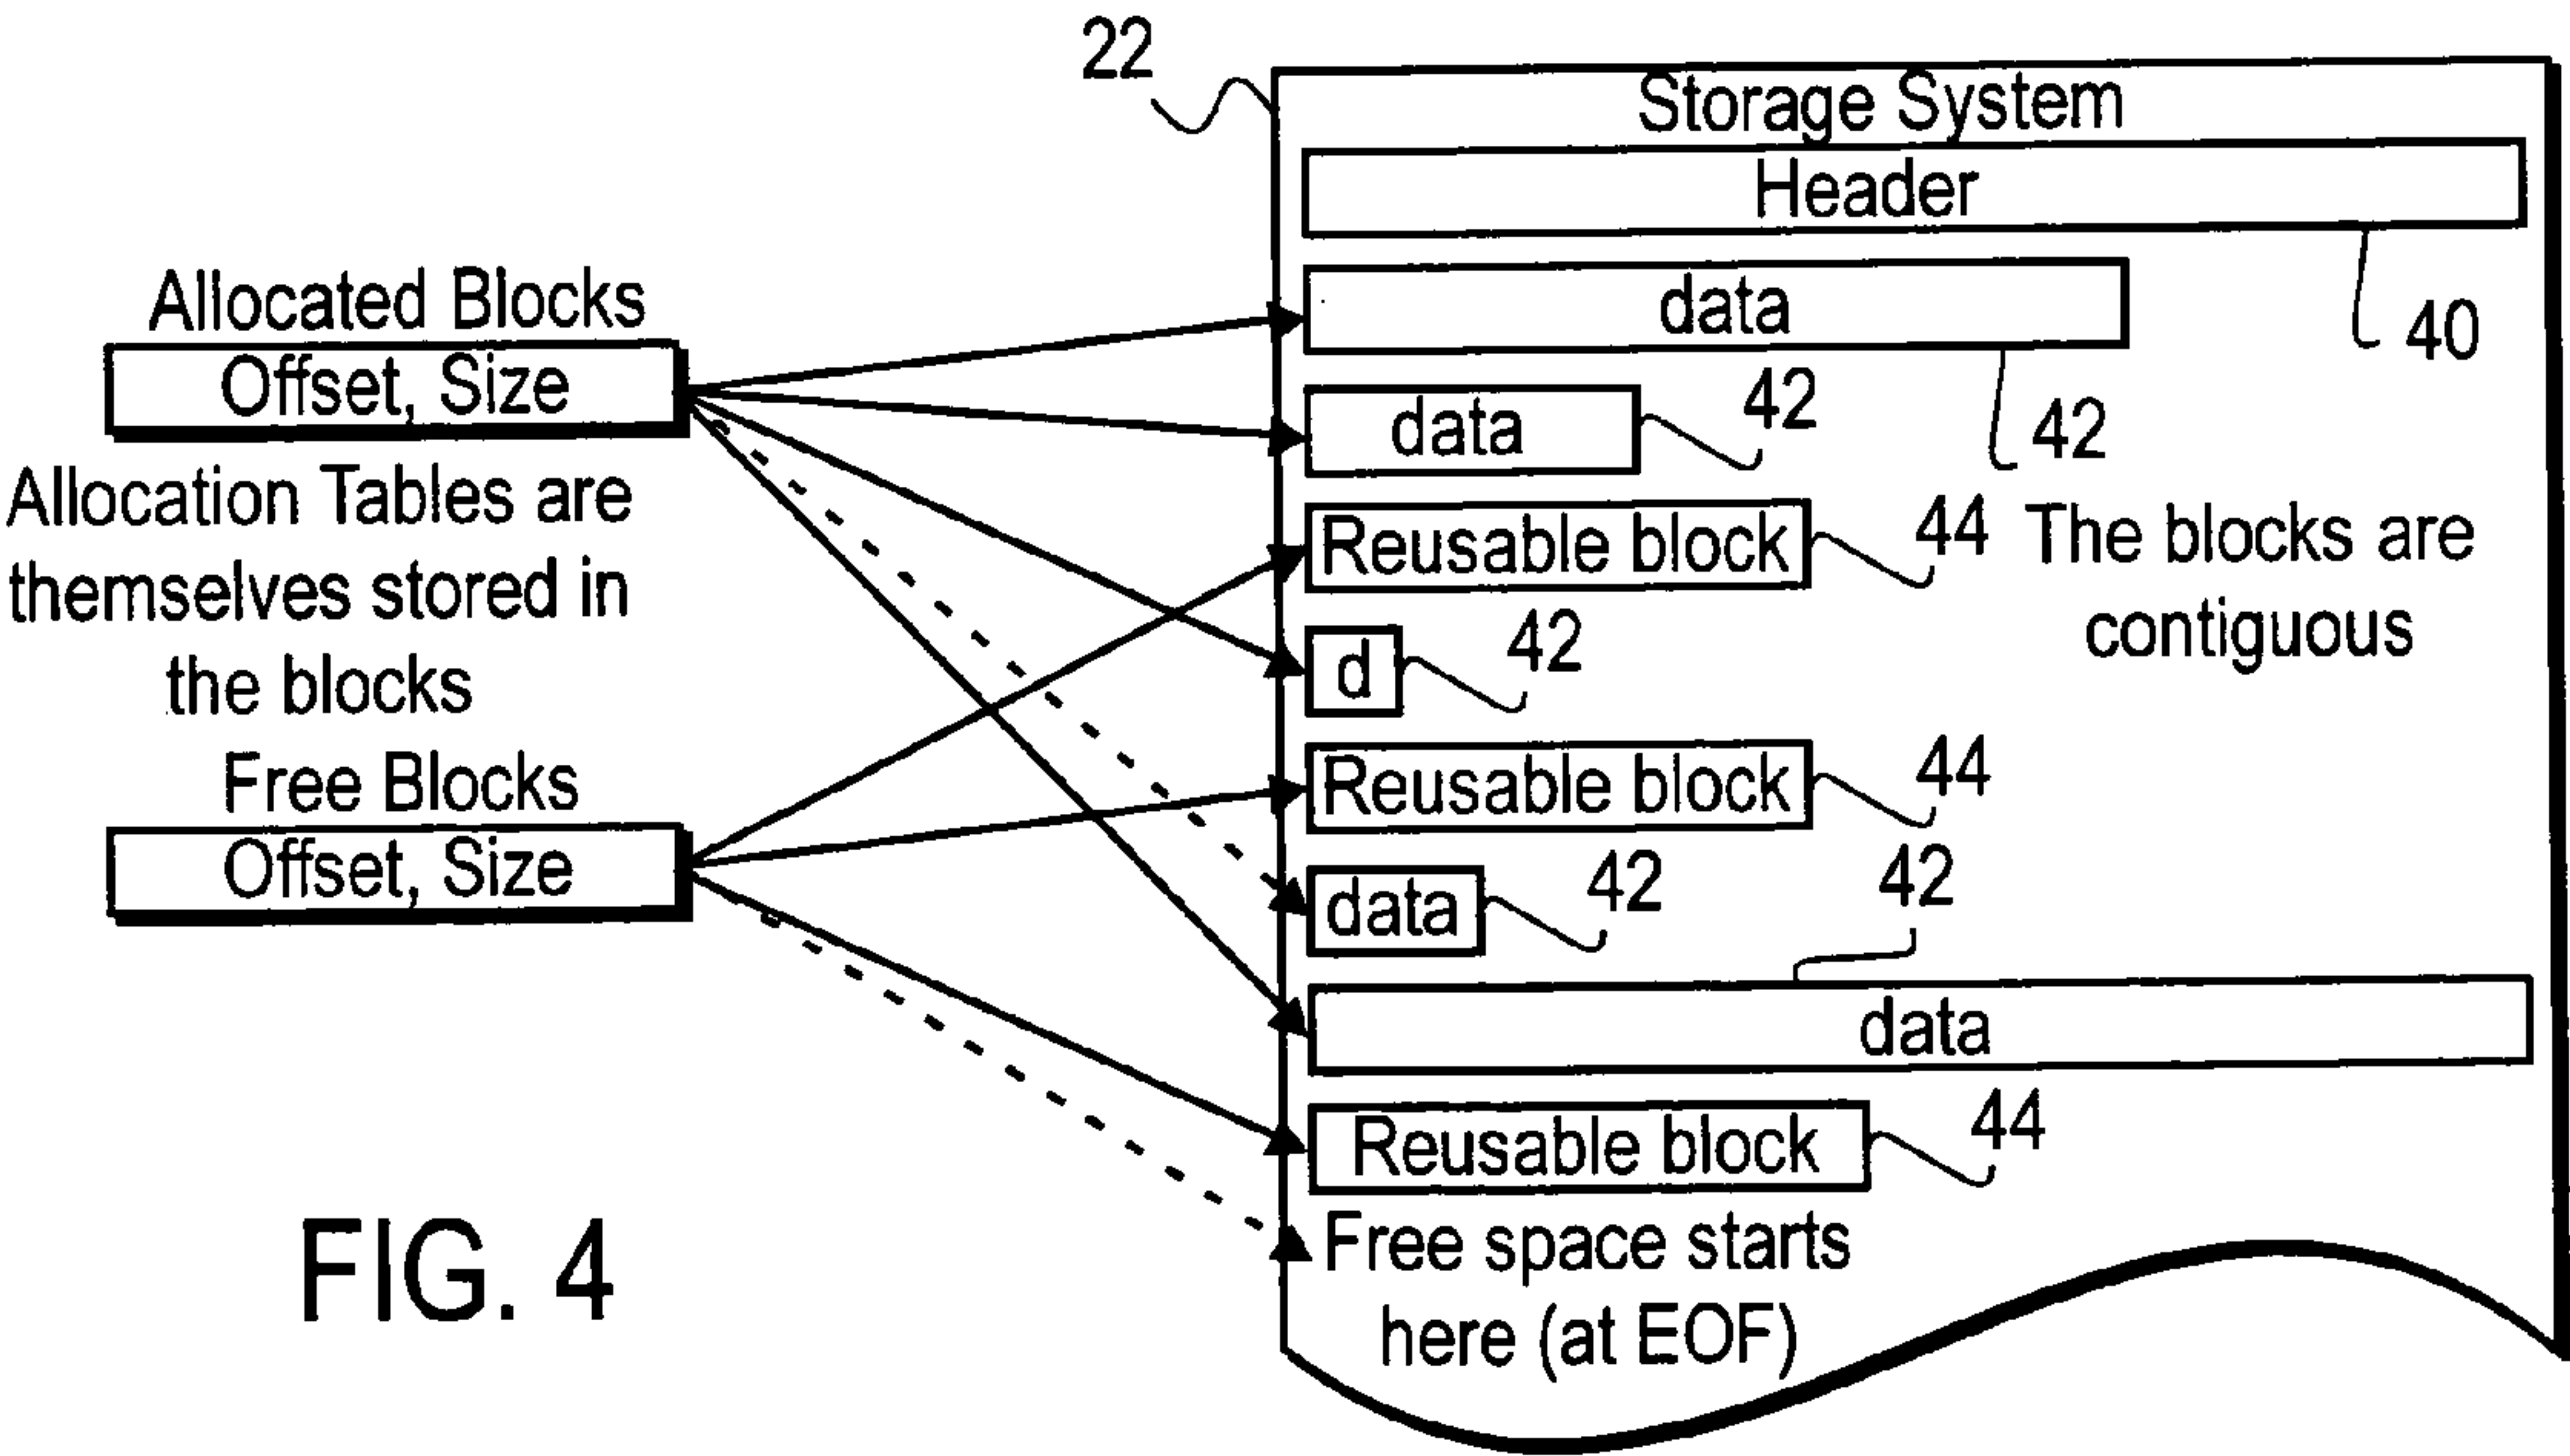 22
Storage System
Header
40
Allocated Blocks
Offset, Size
Allocation Tables are
themselves stored in
the blocks
Free Blocks
Offset, Size
data
42
data
42
Reusable block
44
The blocks are
contiguous
d
42
Reusable block
44
data
42
42
data
Reusable block
44
Free space starts
here (at EOF)
FIG. 4